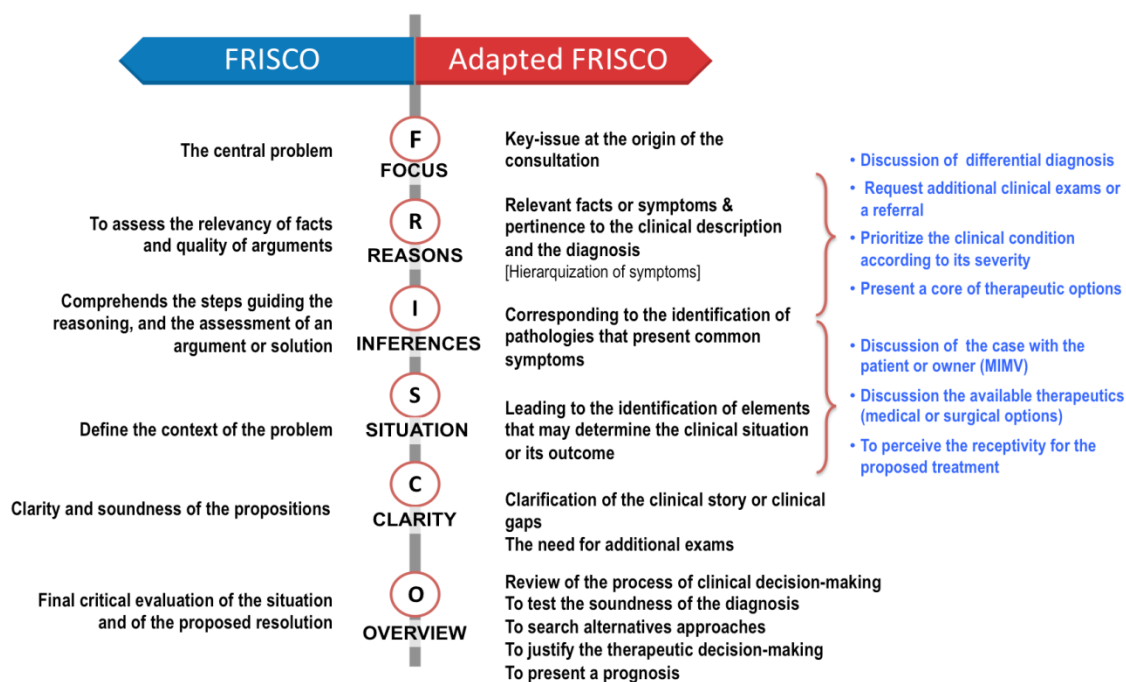 FRISCO
Adapted FRISCO
The central problem
F
FOCUS
Key-issue at the origin of the
consultation
To assess the relevancy of facts
and quality of arguments
R
REASONS
Relevant facts or symptoms &
pertinence to the clinical description
and the diagnosis
[Hierarquization of symptoms]
Comprehends the steps guiding the
reasoning, and the assessment of an
argument or solution
I
INFERENCES
Corresponding to the identification of
pathologies that present common
symptoms
Define the context of the problem
S
SITUATION
Leading to the identification of elements
that may determine the clinical situation
or its outcome
Clarity and soundness of the propositions
C
CLARITY
Clarification of the clinical story or clinical
gaps
The need for additional exams
Final critical evaluation of the situation
and of the proposed resolution
O
OVERVIEW
Review of the process of clinical decision-making
To test the soundness of the diagnosis
To search alternatives approaches
To justify the therapeutic decision-making
To present a prognosis
• Discussion of differential diagnosis
• Request additional clinical exams or
a referral
• Prioritize the clinical condition
according to its severity
• Present a core of therapeutic options
• Discussion of the case with the
patient or owner (MIMV)
• Discussion the available therapeutics
(medical or surgical options)
• To perceive the receptivity for the
proposed treatment